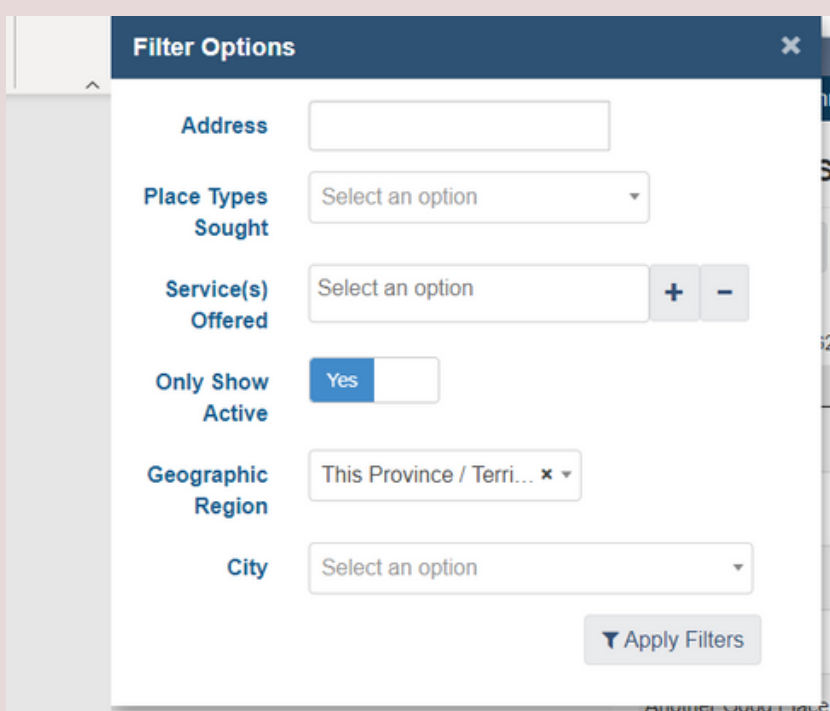 Filter Options ×
Address
Place Types Select an option
Sought
Service(s) Select an option + −
Offered
Only Show Yes
Active
Geographic This Province / Terri... ×
Region
City Select an option
Apply Filters